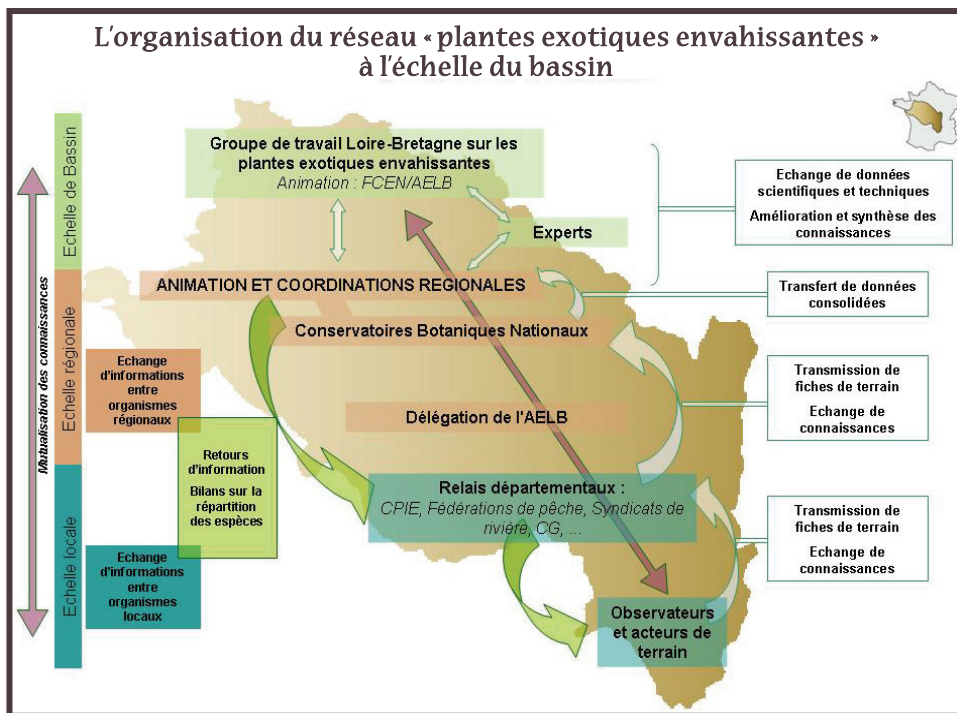 L'organisation du réseau « plantes exotiques envahissantes »
à l'échelle du bassin
Mutualisation des connaissances
Echelle de Bassin
Echelle régionale
Echelle locale
Groupe de travail Loire-Bretagne sur les
plantes exotiques envahissantes
Animation : FCEN/AELB
Experts
ANIMATION ET COORDINATIONS REGIONALES
Conservatoires Botaniques Nationaux
Délégation de l'AELB
Relais départementaux :
CPIE, Fédérations de pêche, Syndicats de
rivière, CG, ...
Observateurs
et acteurs de
terrain
Echange
d'informations
entre
organismes
régionaux
Retours
d'information
Bilans sur la
répartition
des espèces
Echange
d'informations
entre
organismes
locaux
Echange de données
scientifiques et techniques
Amélioration et synthèse des
connaissances
Transfert de données
consolidées
Transmission de
fiches de terrain
Echange de
connaissances
Transmission de
fiches de terrain
Echange de
connaissances